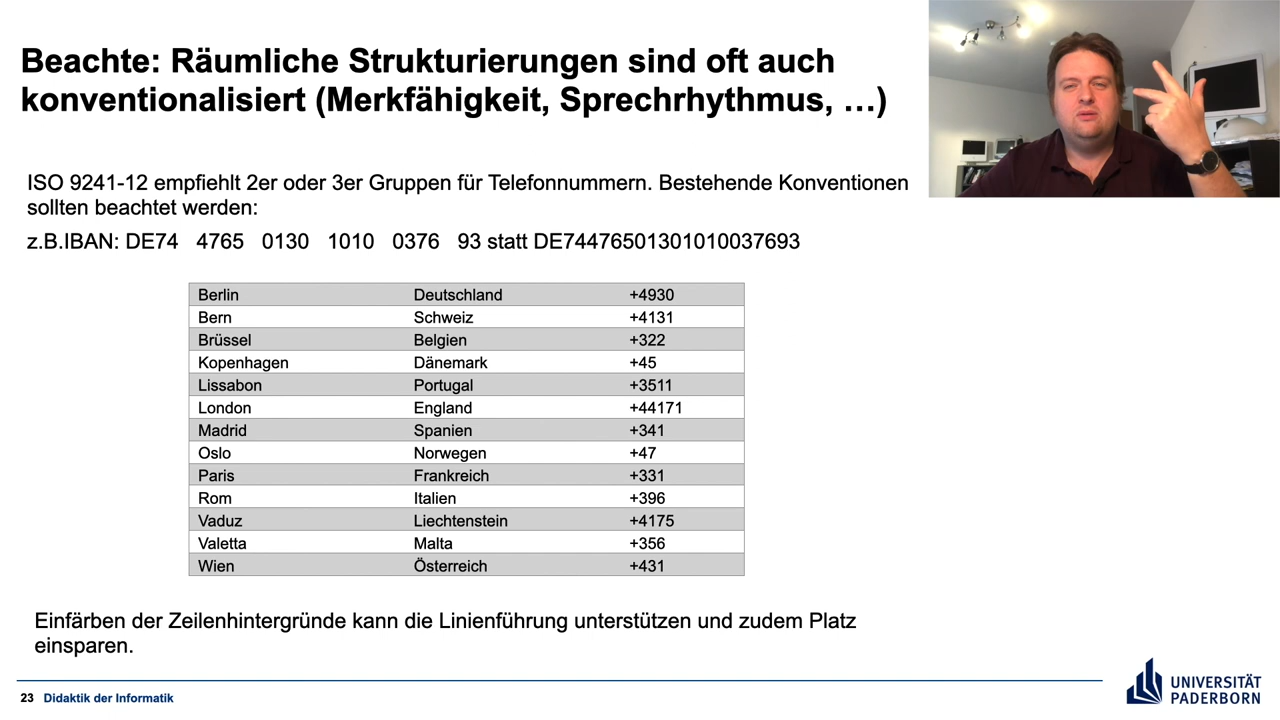 Beachte: Räumliche Strukturierungen sind oft auch
konventionalisiert (Merkfähigkeit, Sprechrhythmus, …)
ISO 9241-12 empfiehlt 2er oder 3er Gruppen für Telefonnummern. Bestehende Konventionen
sollten beachtet werden:
z.B.IBAN: DE74 4765 0130 1010 0376 93 statt DE74476501301010037693
Berlin Deutschland +4930
Bern Schweiz +4131
Brüssel Belgien +322
Kopenhagen Dänemark +45
Lissabon Portugal +3511
London England +44171
Madrid Spanien +341
Oslo Norwegen +47
Paris Frankreich +331
Rom Italien +396
Vaduz Liechtenstein +4175
Valetta Malta +356
Wien Österreich +431
Einfärben der Zeilenhintergründe kann die Linienführung unterstützen und zudem Platz
einsparen.
23 Didaktik der Informatik
UNIVERSITÄT
PADERBORN